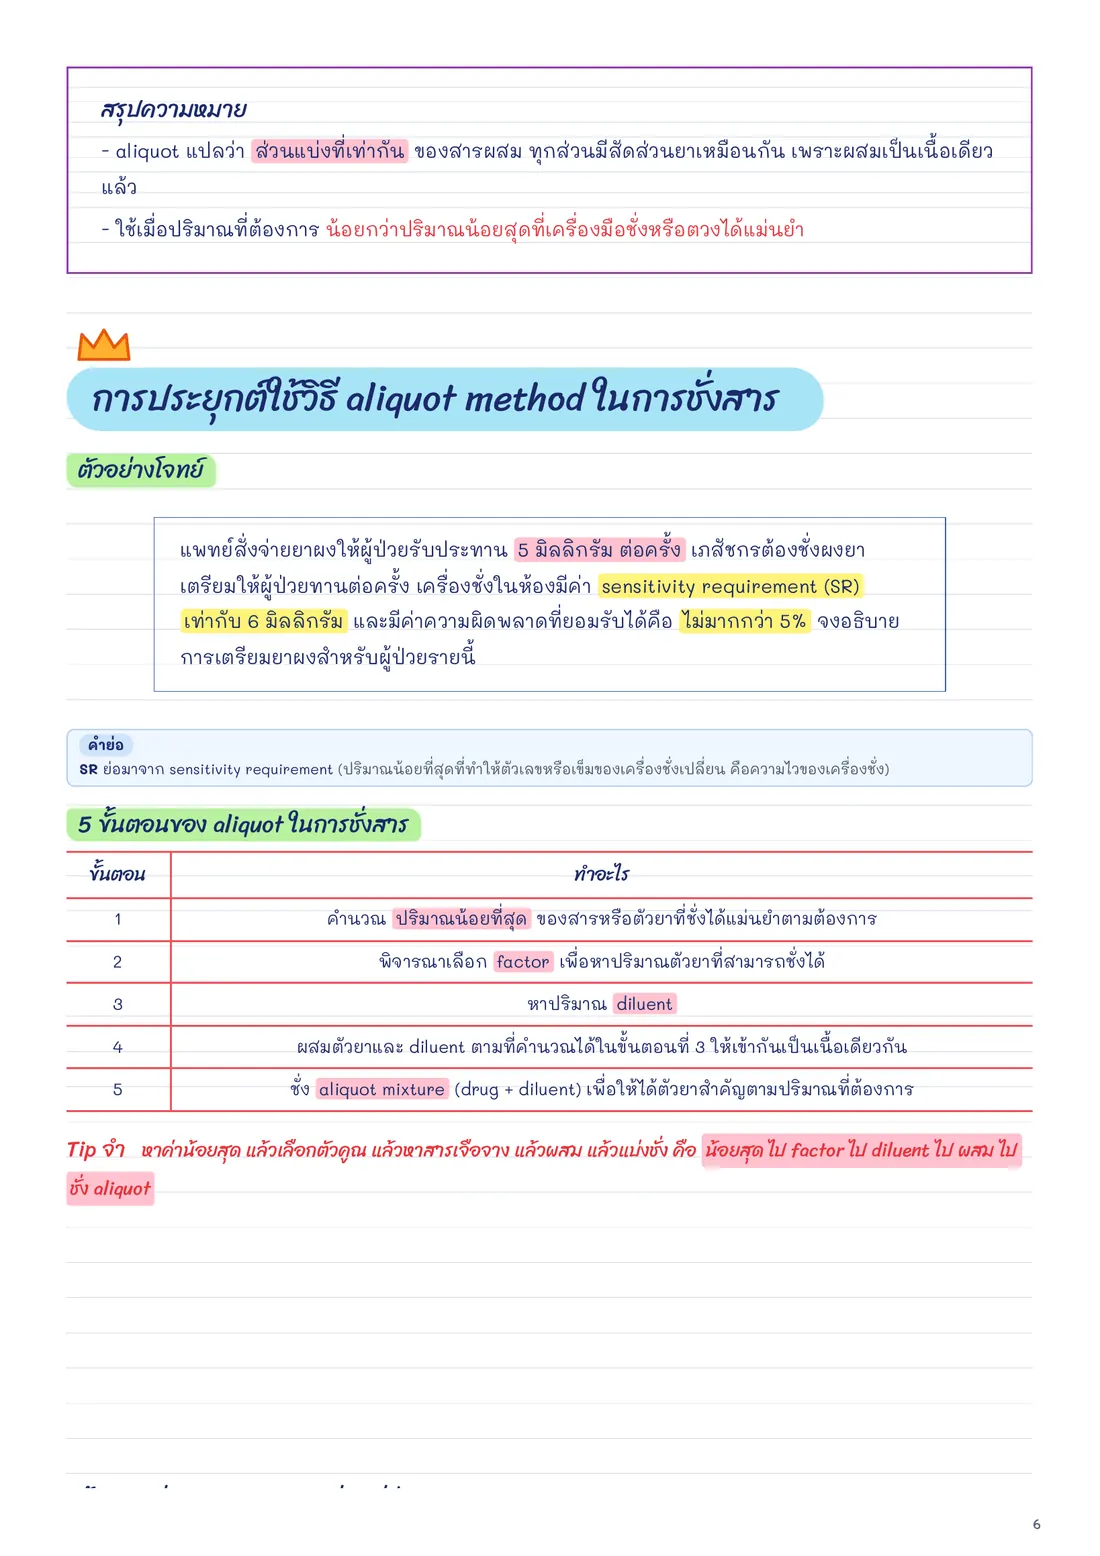 สรุปความหมาย
- aliquot แปลว่า ส่วนแบ่งที่เท่ากัน ของสารผสม ทุกส่วนมีสัดส่วนยาเหมือนกัน เพราะผสมเป็นเนื้อเดียว
แล้ว
- ใช้เมื่อปริมาณที่ต้องการ น้อยกว่าปริมาณน้อยสุดที่เครื่องมือชั่งหรือตวงได้แม่นยำ
การประยุกต์ใช้วิธี aliquot method ในการชั่งสาร
ตัวอย่างโจทย์
แพทย์สั่งจ่ายยาผงให้ผู้ป่วยรับประทาน 5 มิลลิกรัม ต่อครั้ง เภสัชกรต้องชั่งผงยา
เตรียมให้ผู้ป่วยทานต่อครั้ง เครื่องชั่งในห้องมีค่า sensitivity requirement (SR)
เท่ากับ 6 มิลลิกรัม และมีค่าความผิดพลาดที่ยอมรับได้คือ ไม่มากกว่า 5% จงอธิบาย
การเตรียมยาผงสำหรับผู้ป่วยรายนี้
คำย่อ
SR ย่อมาจาก sensitivity requirement (ปริมาณน้อยที่สุดที่ทำให้ตัวเลขหรือเข็มของเครื่องชั่งเปลี่ยน คือความไวของเครื่องชั่ง)
5 ขั้นตอนของ aliquot ในการชั่งสาร
ขั้นตอน ทำอะไร
1 คำนวณ ปริมาณน้อยที่สุด ของสารหรือตัวยาที่ชั่งได้แม่นยำตามต้องการ
2 พิจารณาเลือก factor เพื่อหาปริมาณตัวยาที่สามารถชั่งได้
3 หาปริมาณ diluent
4 ผสมตัวยาและ diluent ตามที่คำนวณได้ในขั้นตอนที่ 3 ให้เข้ากันเป็นเนื้อเดียวกัน
5 ชั่ง aliquot mixture (drug + diluent) เพื่อให้ได้ตัวยาสำคัญตามปริมาณที่ต้องการ
Tip จำ หาค่าน้อยสุด แล้วเลือกตัวคูณ แล้วหาสารเจือจาง แล้วผสม แล้วแบ่งชั่ง คือ น้อยสุด ไป factor ไป diluent ไป ผสม ไป
ชั่ง aliquot
6